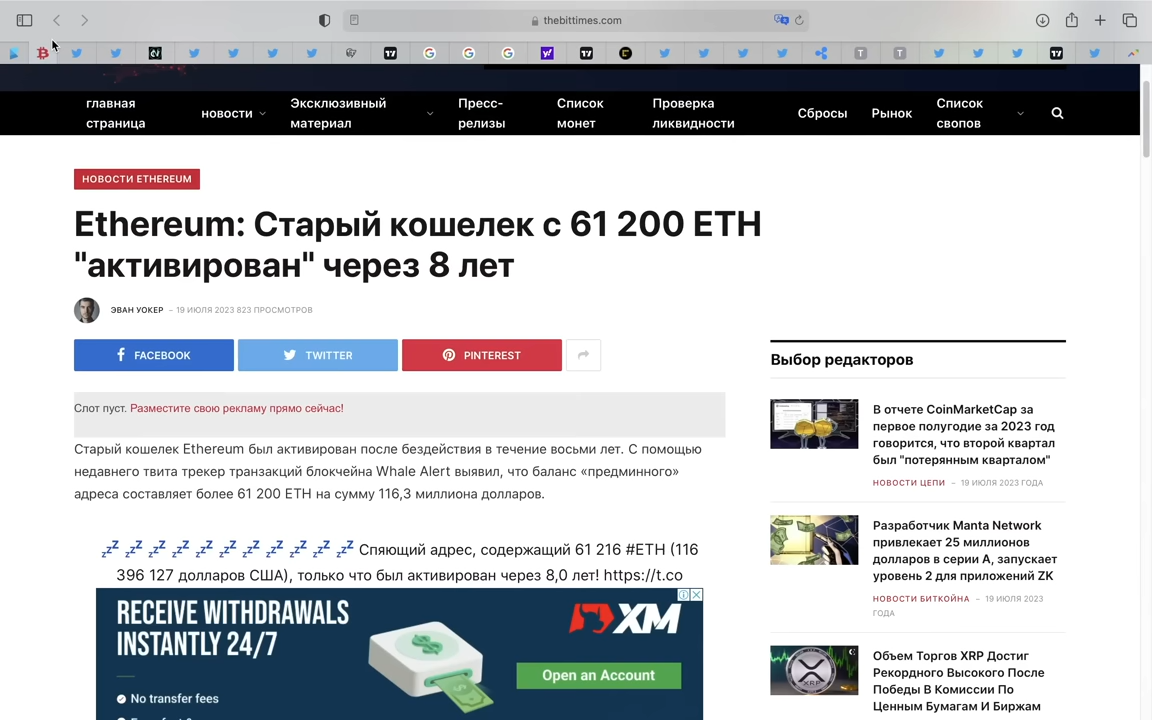 thebittimes.com
главная страница
новости
Эксклюзивный материал
Пресс-релизы
Список монет
Проверка ликвидности
Сбросы
Рынок
Список свопов
НОВОСТИ ETHEREUM
Ethereum: Старый кошелек с 61 200 ETH
"активирован" через 8 лет
ЭВАН УОКЕР – 19 ИЮЛЯ 2023 823 ПРОСМОТРОВ
FACEBOOK
TWITTER
PINTEREST
Слот пуст. Разместите свою рекламу прямо сейчас!
Старый кошелек Ethereum был активирован после бездействия в течение восьми лет. С помощью
недавнего твита трекер транзакций блокчейна Whale Alert выявил, что баланс «предминного»
адреса составляет более 61 200 ETH на сумму 116,3 миллиона долларов.
💤 💤 💤 💤 💤 💤 💤 💤 💤 💤 💤 Спяющий адрес, содержащий 61 216 #ETH (116
396 127 долларов США), только что был активирован через 8,0 лет! https://t.co
RECEIVE WITHDRAWALS
INSTANTLY 24/7
No transfer fees
XM
Open an Account
Выбор редакторов
В отчете CoinMarketCap за
первое полугодие за 2023 год
говорится, что второй квартал
был "потерянным кварталом"
НОВОСТИ ЦЕПИ – 19 ИЮЛЯ 2023 ГОДА
Разработчик Manta Network
привлекает 25 миллионов
долларов в серии A, запускает
уровень 2 для приложений ZK
НОВОСТИ БИТКОЙНА – 19 ИЮЛЯ 2023
ГОДА
Объем Торгов XRP Достиг
Рекордного Высокого После
Победы В Комиссии По
Ценным Бумагам И Биржам